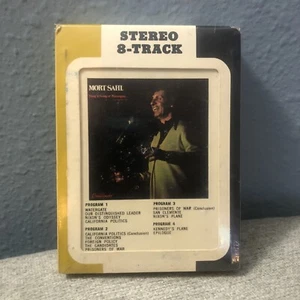 STEREO
8-TRACK
MORT SAHL
PROGRAM 1
WATERGATE
OUR DISTINGUISHED LEADER
NIXON'S ODYSSEY
CALIFORNIA POLITICS
PROGRAM 2
CALIFORNIA POLITICS (Continued)
THE CONVENTIONS
FOREIGN POLICY
THE CANDIDATES
PRISONERS OF WAR
PROGRAM 3
PRISONERS OF WAR (Continued)
SAN CLEMENTE
NIXON'S PLANE
PROGRAM 4
KENNEDY'S PLANE
EPILOGUE